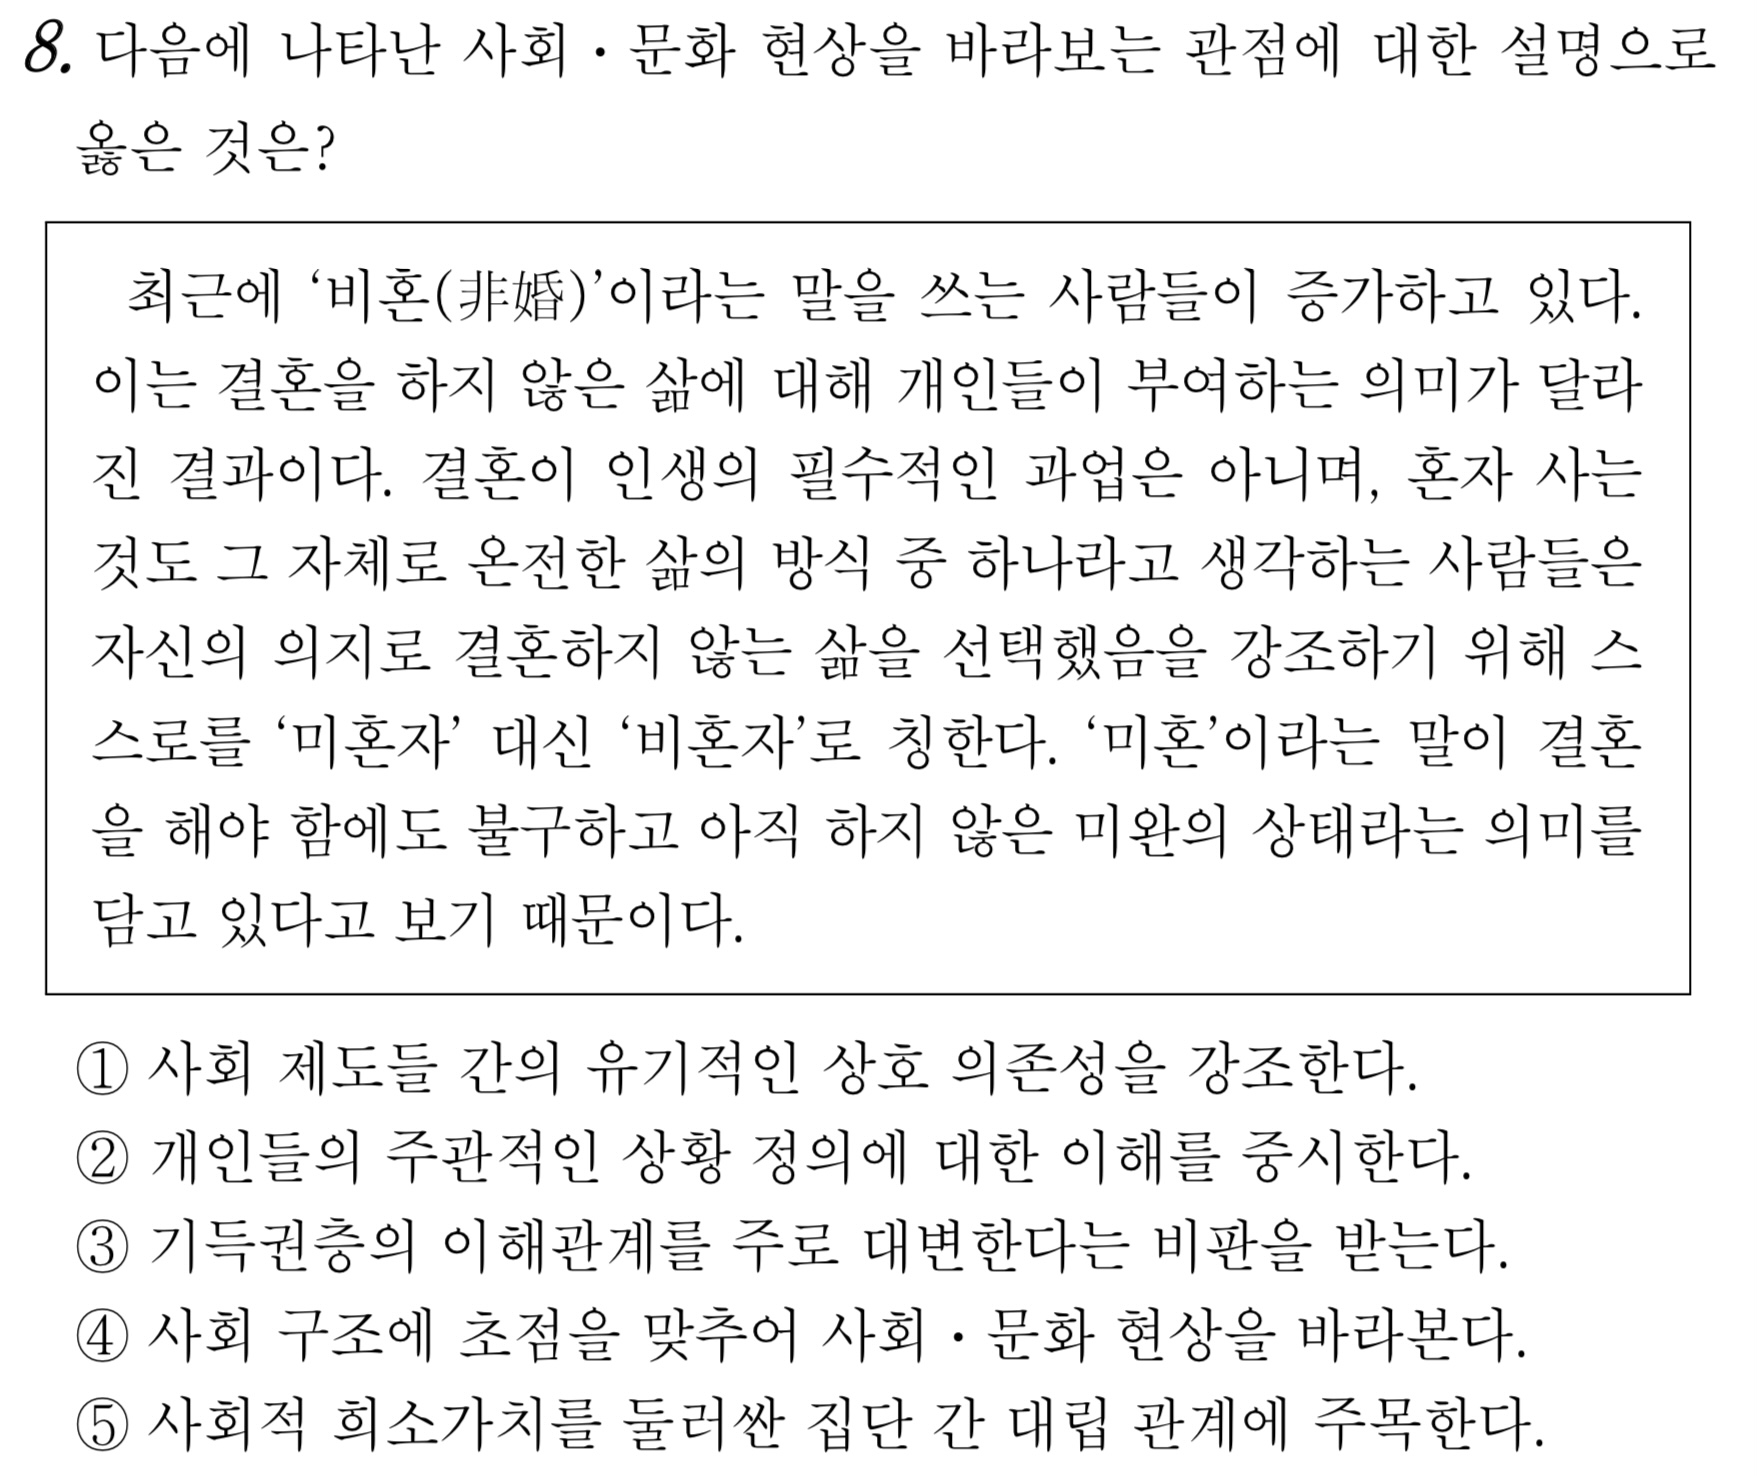 8. 다음에 나타난 사회·문화 현상을 바라보는 관점에 대한 설명으로
옳은 것은?
최근에 ‘비혼(非婚)’이라는 말을 쓰는 사람들이 증가하고 있다.
이는 결혼을 하지 않은 삶에 대해 개인들이 부여하는 의미가 달라
진 결과이다. 결혼이 인생의 필수적인 과업은 아니며, 혼자 사는
것도 그 자체로 온전한 삶의 방식 중 하나라고 생각하는 사람들은
자신의 의지로 결혼하지 않는 삶을 선택했음을 강조하기 위해 스
스로를 ‘미혼자’ 대신 ‘비혼자’로 칭한다. ‘미혼’이라는 말이 결혼
을 해야 함에도 불구하고 아직 하지 않은 미완의 상태라는 의미를
담고 있다고 보기 때문이다.
① 사회 제도들 간의 유기적인 상호 의존성을 강조한다.
② 개인들의 주관적인 상황 정의에 대한 이해를 중시한다.
③ 기득권층의 이해관계를 주로 대변한다는 비판을 받는다.
④ 사회 구조에 초점을 맞추어 사회·문화 현상을 바라본다.
⑤ 사회적 희소가치를 둘러싼 집단 간 대립 관계에 주목한다.